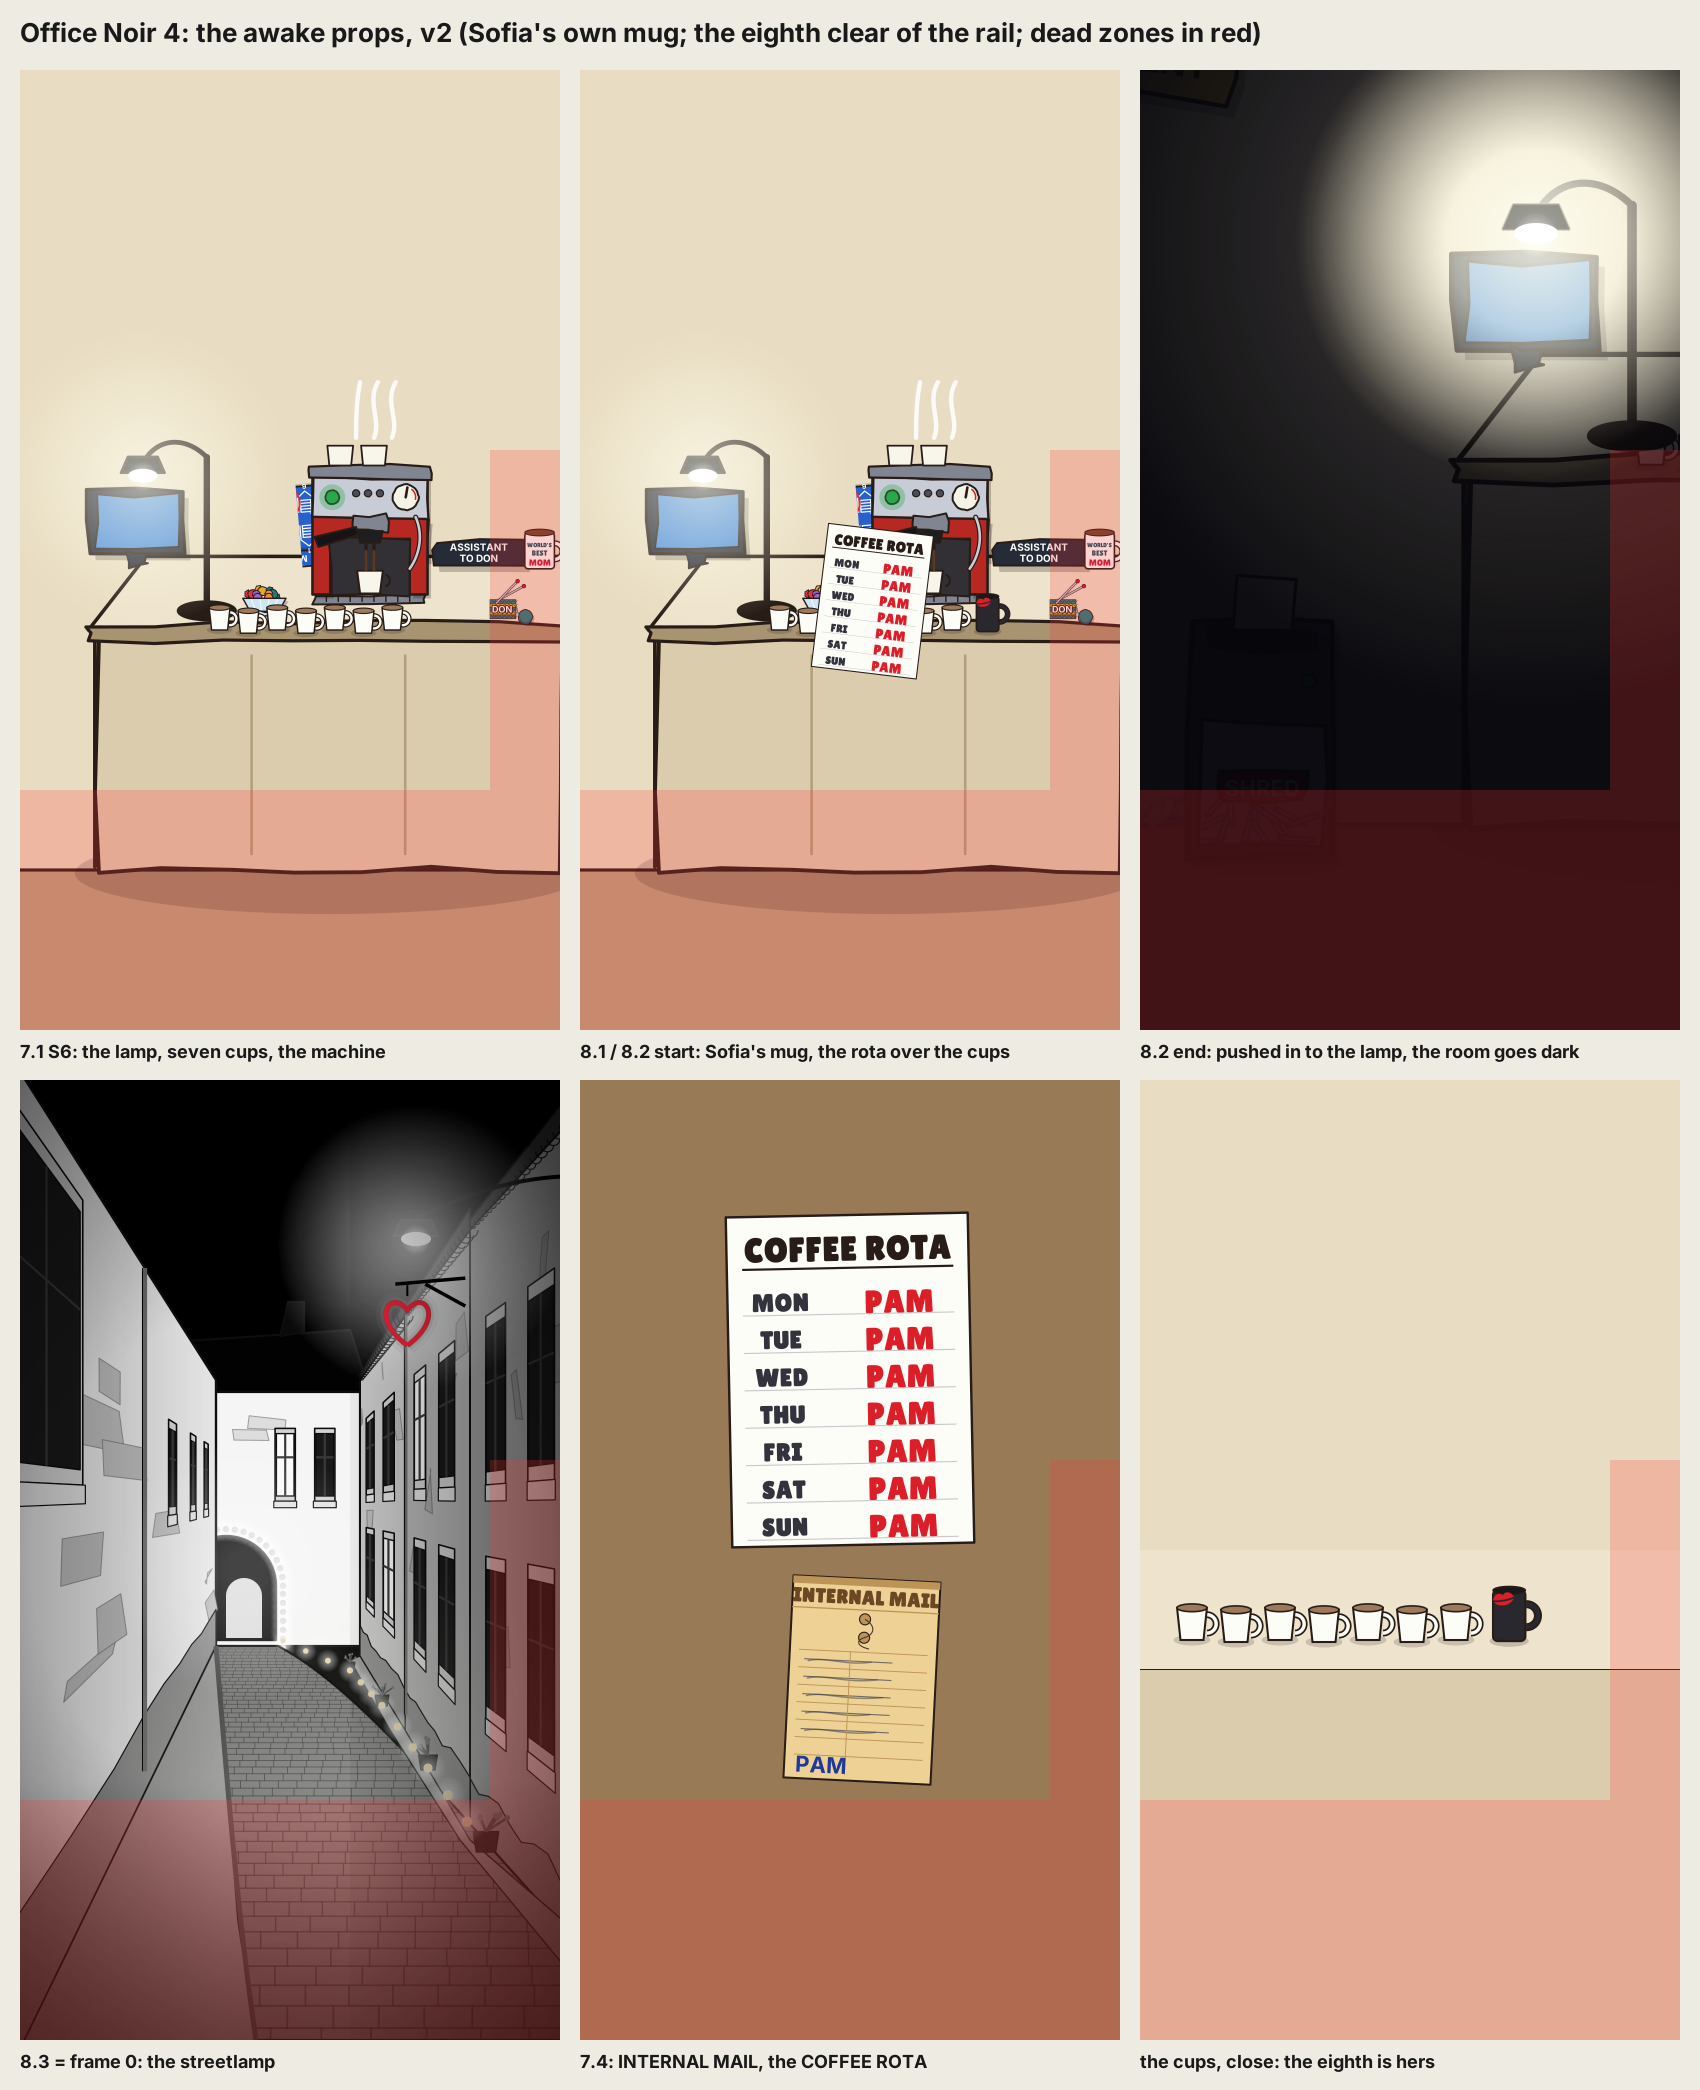 Office Noir 4: the awake props, v2 (Sofia's own mug; the eighth clear of the rail; dead zones in red)
ASSISTANT
TO DON
WORLD'S
BEST
MOM
DON
7.1 S6: the lamp, seven cups, the machine
COFFEE ROTA
MON PAM
TUE PAM
WED PAM
THU PAM
FRI PAM
SAT PAM
SUN PAM
ASSISTANT
TO DON
WORLD'S
BEST
MOM
DON
8.1 / 8.2 start: Sofia's mug, the rota over the cups
SHRED
8.2 end: pushed in to the lamp, the room goes dark
8.3 = frame 0: the streetlamp
COFFEE ROTA
MON PAM
TUE PAM
WED PAM
THU PAM
FRI PAM
SAT PAM
SUN PAM
INTERNAL MAIL
PAM
7.4: INTERNAL MAIL, the COFFEE ROTA
the cups, close: the eighth is hers